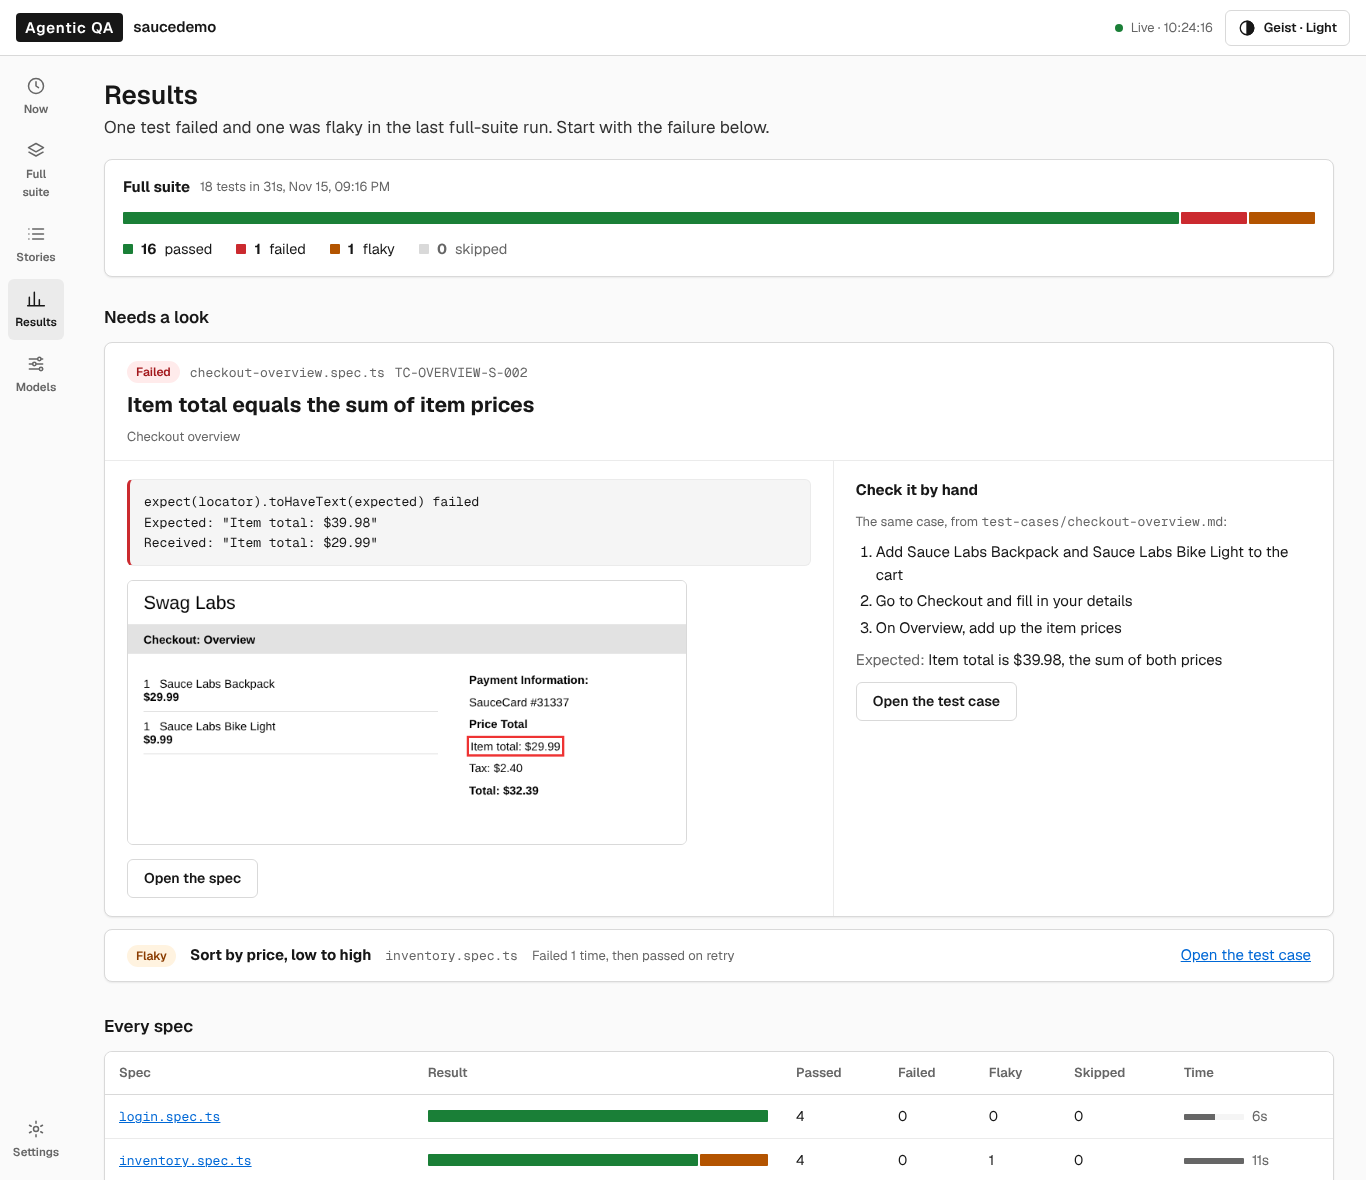 Agentic QA saucedemo
Live · 10:24:16
Geist · Light
Now
Full
suite
Stories
Results
Models
Settings
Results
One test failed and one was flaky in the last full-suite run. Start with the failure below.
Full suite 18 tests in 31s, Nov 15, 09:16 PM
16 passed 1 failed 1 flaky 0 skipped
Needs a look
Failed checkout-overview.spec.ts TC-OVERVIEW-S-002
Item total equals the sum of item prices
Checkout overview
expect(locator).toHaveText(expected) failed
Expected: "Item total: $39.98"
Received: "Item total: $29.99"
Swag Labs
Checkout: Overview
1 Sauce Labs Backpack
$29.99
1 Sauce Labs Bike Light
$9.99
Payment Information:
SauceCard #31337
Price Total
Item total: $29.99
Tax: $2.40
Total: $32.39
Open the spec
Check it by hand
The same case, from test-cases/checkout-overview.md:
1. Add Sauce Labs Backpack and Sauce Labs Bike Light to the
cart
2. Go to Checkout and fill in your details
3. On Overview, add up the item prices
Expected: Item total is $39.98, the sum of both prices
Open the test case
Flaky Sort by price, low to high inventory.spec.ts Failed 1 time, then passed on retry Open the test case
Every spec
Spec Result Passed Failed Flaky Skipped Time
login.spec.ts 4 0 0 0 6s
inventory.spec.ts 4 0 1 0 11s